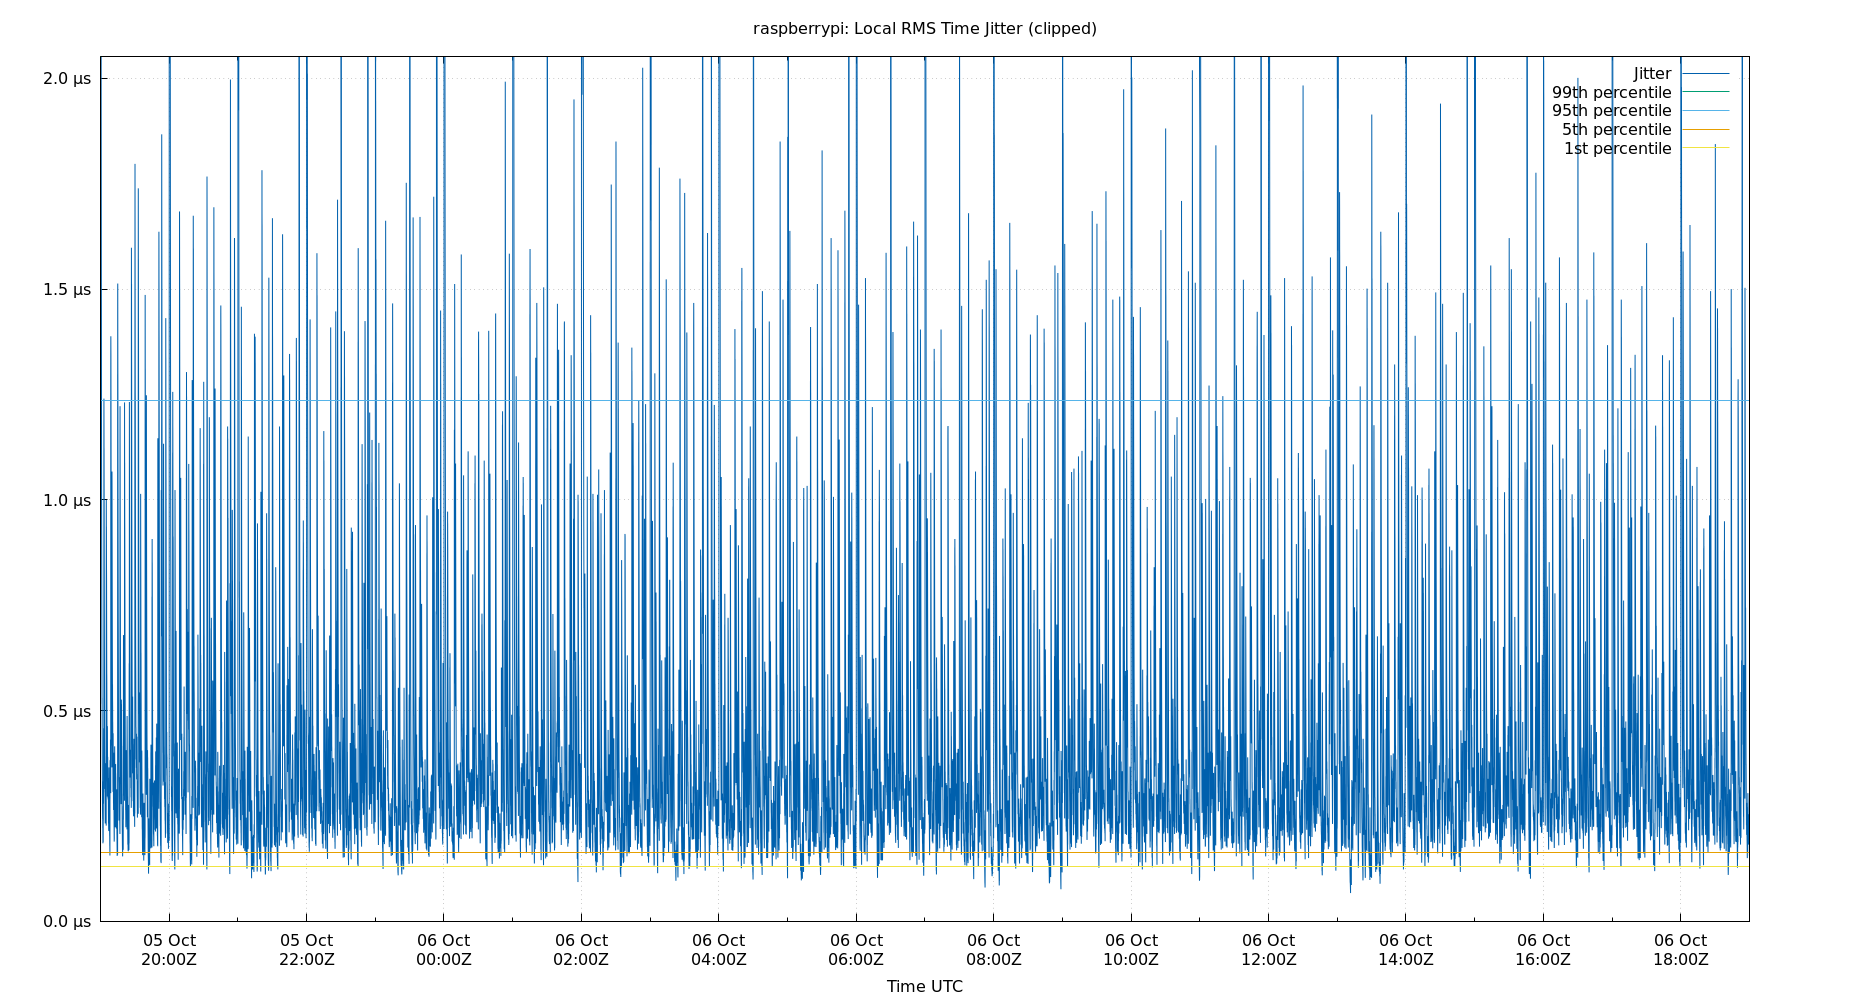 raspberrypi: Local RMS Time Jitter (clipped)
2.0 µs
1.5 µs
1.0 µs
0.5 µs
0.0 µs
Jitter
99th percentile
95th percentile
5th percentile
1st percentile
05 Oct 05 Oct 06 Oct 06 Oct 06 Oct 06 Oct 06 Oct 06 Oct 06 Oct 06 Oct 06 Oct 06 Oct
20:00Z 22:00Z 00:00Z 02:00Z 04:00Z 06:00Z 08:00Z 10:00Z 12:00Z 14:00Z 16:00Z 18:00Z
Time UTC